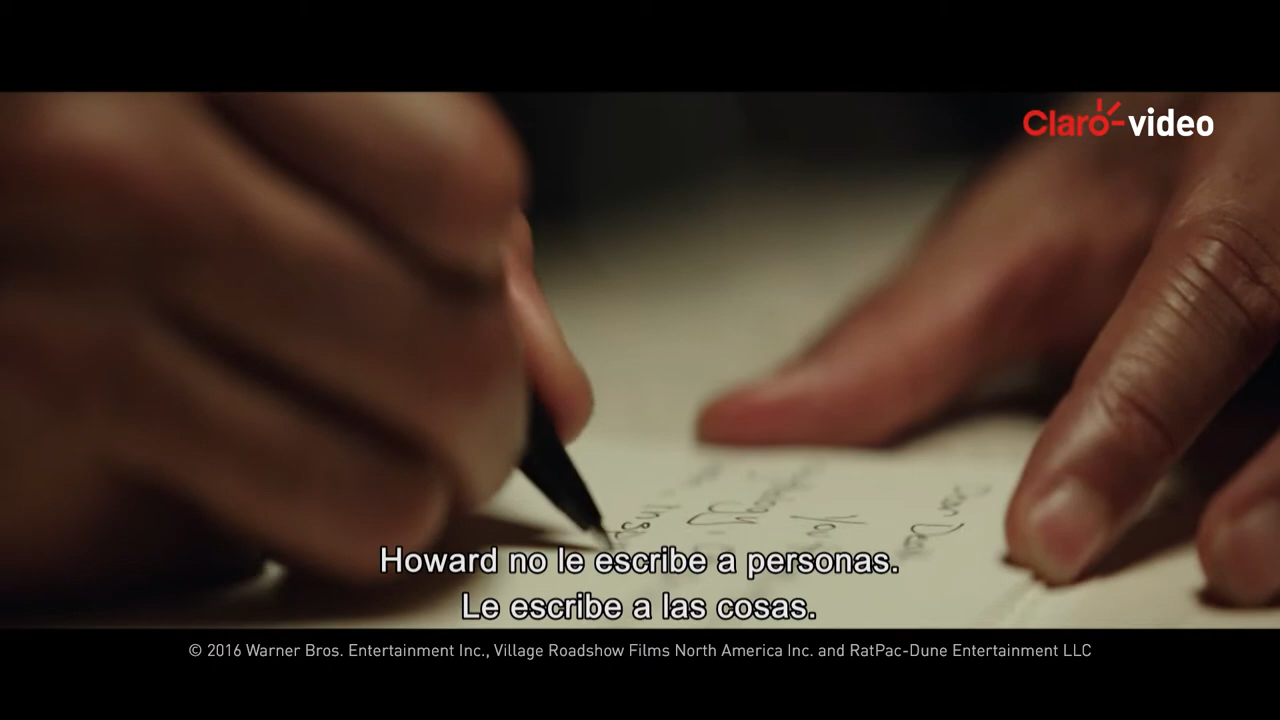 Claro-video
Howard no le escribe a personas.
Le escribe a las cosas.
© 2016 Warner Bros. Entertainment Inc., Village Roadshow Films North America Inc. and RatPac-Dune Entertainment LLC